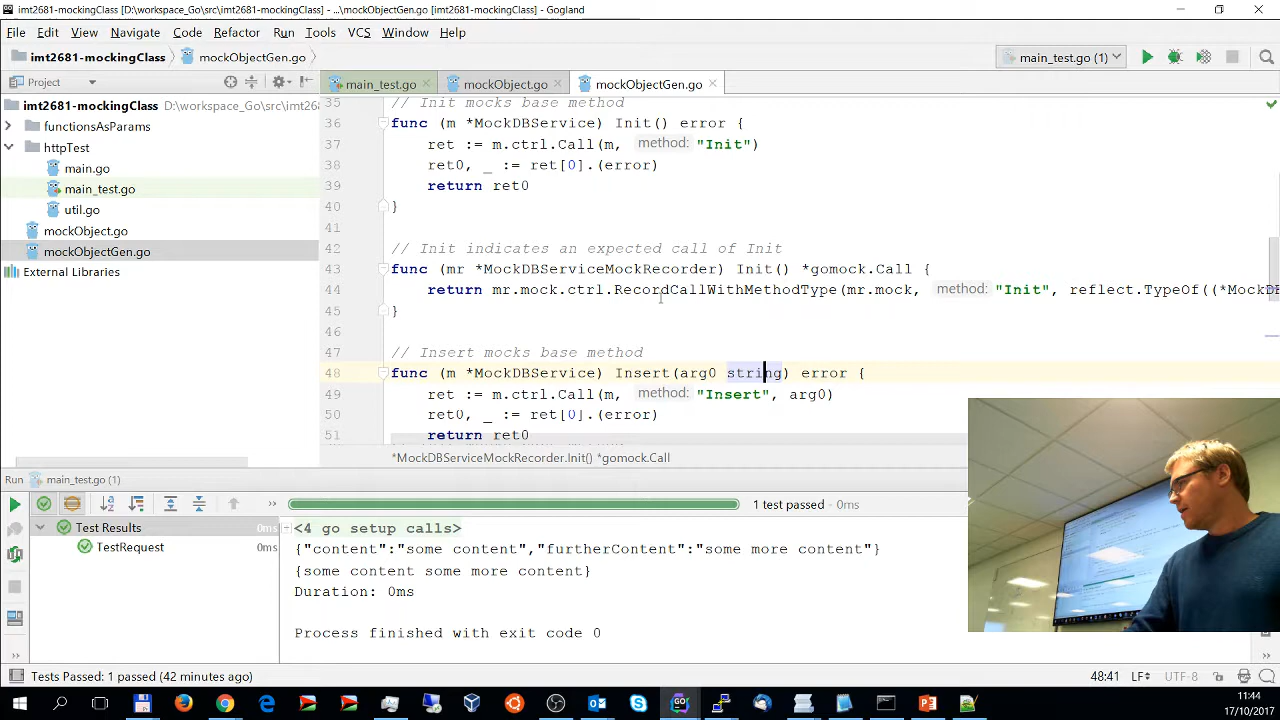 imt2681-mockingClass [D:\workspace_Go\src\imt2681-mockingClass] - ...\mockObjectGen.go [imt2681-mockingClass] - Gogland
File Edit View Navigate Code Refactor Run Tools VCS Window Help
imt2681-mockingClass mockObjectGen.go main_test.go (1)
Project main_test.go mockObject.go mockObjectGen.go
imt2681-mockingClass D:\workspace_Go\src\imt26
functionsAsParams
httpTest
main.go
main_test.go
util.go
mockObject.go
mockObjectGen.go
External Libraries
35 // Init mocks base method
36 func (m *MockDBService) Init() error {
37 ret := m.ctrl.Call(m, method: "Init")
38 ret0, _ := ret[0].(error)
39 return ret0
40 }
41
42 // Init indicates an expected call of Init
43 func (mr *MockDBServiceMockRecorder) Init() *gomock.Call {
44 return mr.mock.ctrl.RecordCallWithMethodType(mr.mock, method: "Init", reflect.TypeOf((*MockDB
45 }
46
47 // Insert mocks base method
48 func (m *MockDBService) Insert(arg0 string) error {
49 ret := m.ctrl.Call(m, method: "Insert", arg0)
50 ret0, _ := ret[0].(error)
51 return ret0
*MockDBServiceMockRecorder.Init() *gomock.Call
Run main_test.go (1)
1 test passed - 0ms
Test Results 0ms
TestRequest 0ms
<4 go setup calls>
{"content":"some content","furtherContent":"some more content"}
{some content some more content}
Duration: 0ms
Process finished with exit code 0
Tests Passed: 1 passed (42 minutes ago) 48:41 LF UTF-8
11:44
17/10/2017